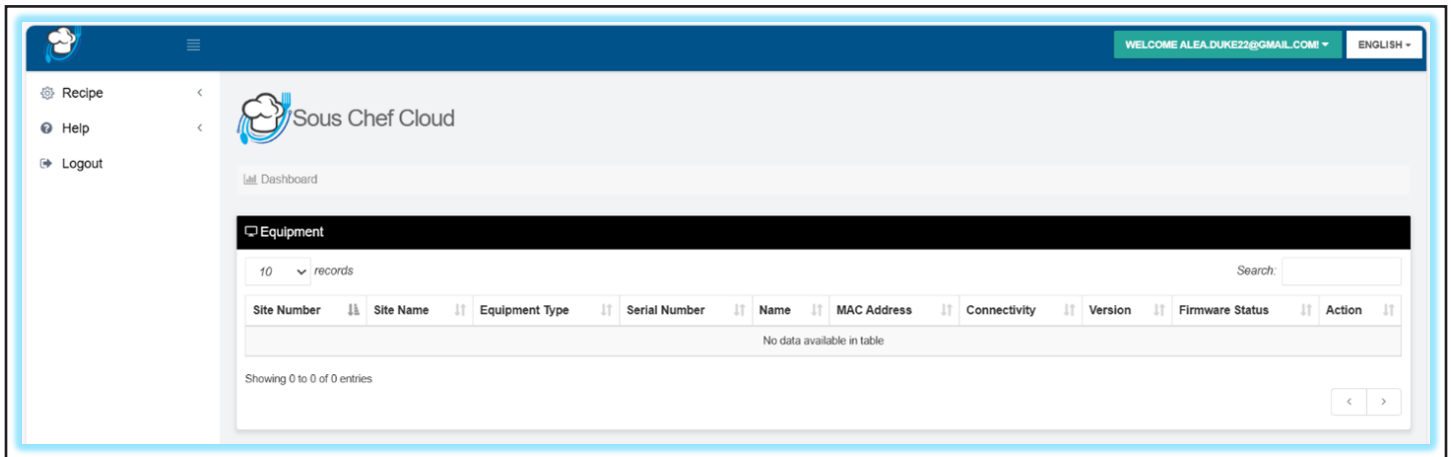 WELCOME ALEA.DUKE22@GMAIL.COM! ENGLISH
Recipe
Help
Logout
Sous Chef Cloud
Dashboard
Equipment
10 records Search:
Site Number Site Name Equipment Type Serial Number Name MAC Address Connectivity Version Firmware Status Action
No data available in table
Showing 0 to 0 of 0 entries